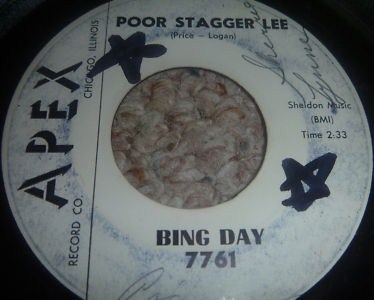 POOR STAGGER LEE
(Price - Logan)
APEX
RECORD CO.
CHICAGO, ILLINOIS
Sheldon Music
(BMI)
Time 2:33
BING DAY
7761